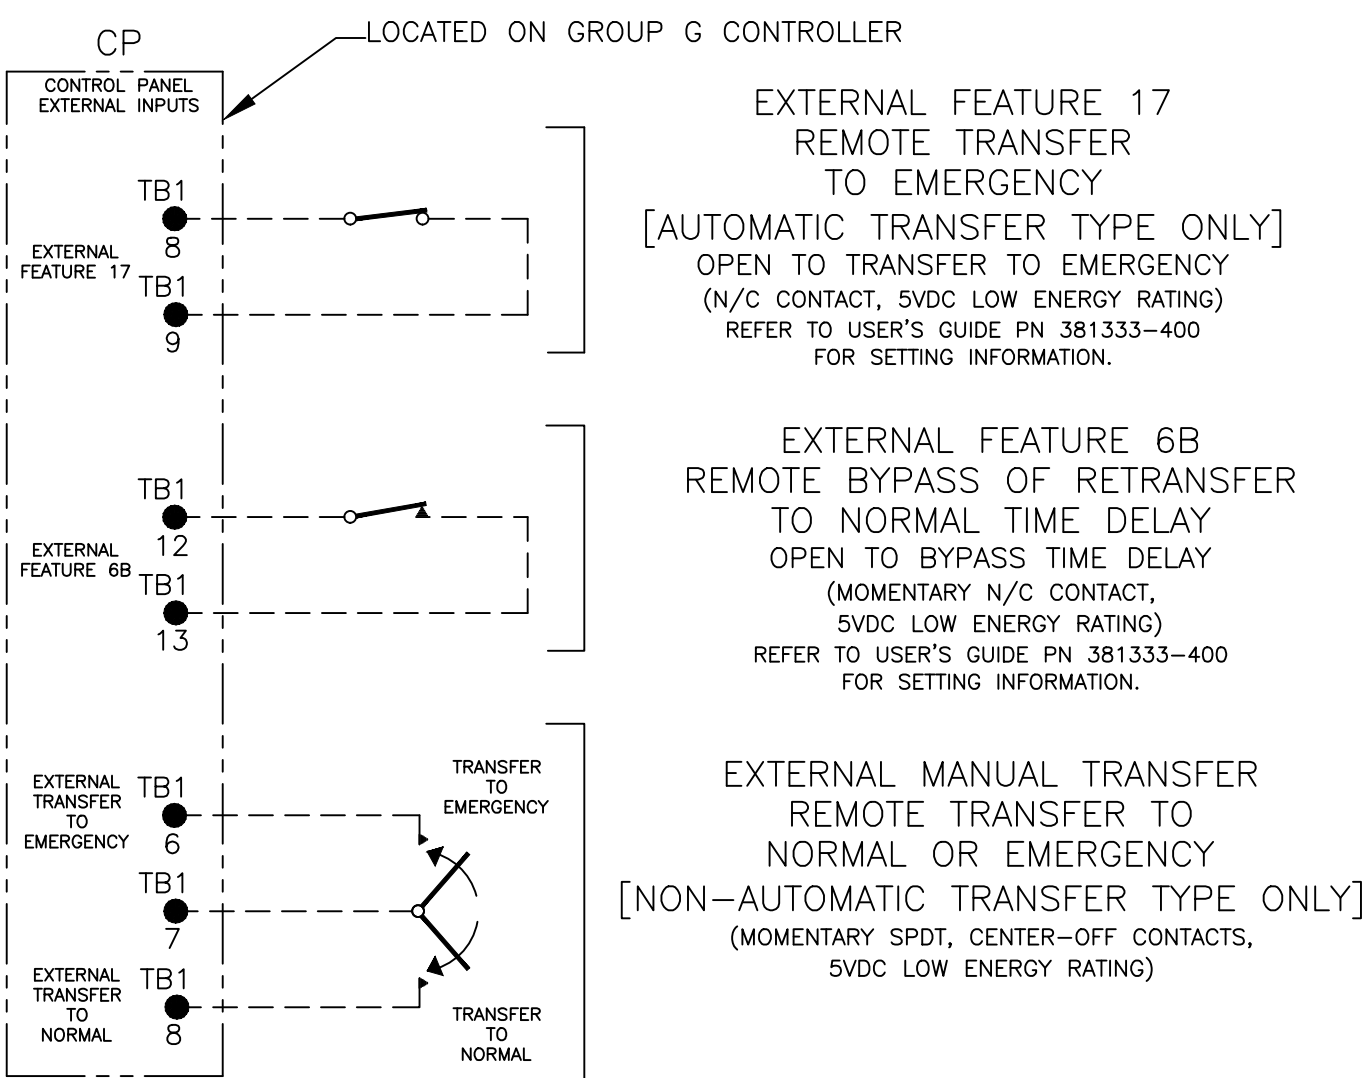 CP
LOCATED ON GROUP G CONTROLLER
CONTROL PANEL
EXTERNAL INPUTS
TB1
8
EXTERNAL
FEATURE 17
TB1
9
EXTERNAL FEATURE 17
REMOTE TRANSFER
TO EMERGENCY
[AUTOMATIC TRANSFER TYPE ONLY]
OPEN TO TRANSFER TO EMERGENCY
(N/C CONTACT, 5VDC LOW ENERGY RATING)
REFER TO USER'S GUIDE PN 381333-400
FOR SETTING INFORMATION.
TB1
12
EXTERNAL
FEATURE 6B
TB1
13
EXTERNAL FEATURE 6B
REMOTE BYPASS OF RETRANSFER
TO NORMAL TIME DELAY
OPEN TO BYPASS TIME DELAY
(MOMENTARY N/C CONTACT,
5VDC LOW ENERGY RATING)
REFER TO USER'S GUIDE PN 381333-400
FOR SETTING INFORMATION.
EXTERNAL
TRANSFER
TO
EMERGENCY
TB1
6
TB1
7
EXTERNAL
TRANSFER
TO
NORMAL
TB1
8
TRANSFER
TO
EMERGENCY
TRANSFER
TO
NORMAL
EXTERNAL MANUAL TRANSFER
REMOTE TRANSFER TO
NORMAL OR EMERGENCY
[NON-AUTOMATIC TRANSFER TYPE ONLY]
(MOMENTARY SPDT, CENTER-OFF CONTACTS,
5VDC LOW ENERGY RATING)